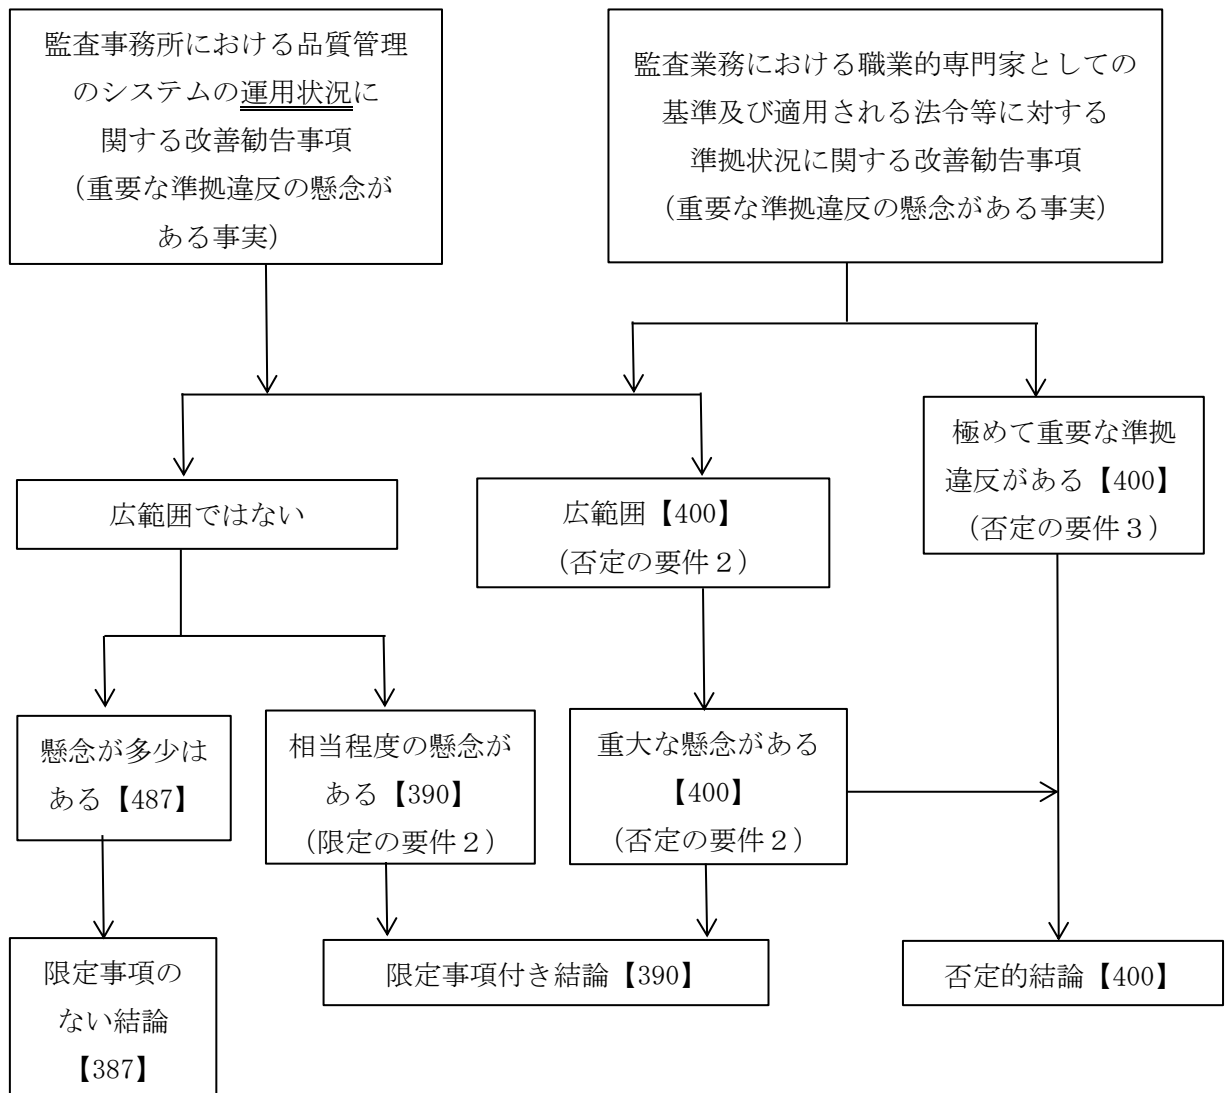 監査事務所における品質管理
のシステムの運用状況に
関する改善勧告事項
（重要な準拠違反の懸念が
ある事実）
監査業務における職業的専門家としての
基準及び適用される法令等に対する
準拠状況に関する改善勧告事項
（重要な準拠違反の懸念がある事実）
極めて重要な準拠
違反がある【400】
（否定の要件３）
広範囲ではない
広範囲【400】
（否定の要件２）
懸念が多少は
ある【487】
相当程度の懸念が
ある【390】
（限定の要件２）
重大な懸念がある
【400】
（否定の要件２）
限定事項の
ない結論
【387】
限定事項付き結論【390】
否定的結論【400】